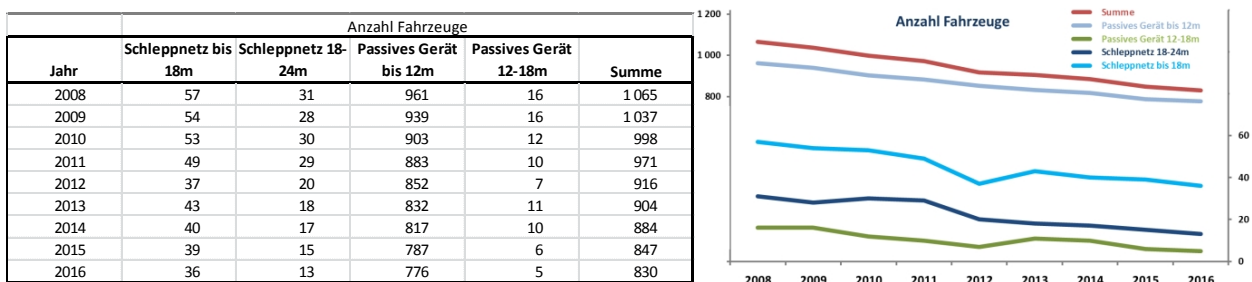 Anzahl Fahrzeuge
Jahr Schleppnetz bis 18m Schleppnetz 18-24m Passives Gerät bis 12m Passives Gerät 12-18m Summe
2008 57 31 961 16 1 065
2009 54 28 939 16 1 037
2010 53 30 903 12 998
2011 49 29 883 10 971
2012 37 20 852 7 916
2013 43 18 832 11 904
2014 40 17 817 10 884
2015 39 15 787 6 847
2016 36 13 776 5 830
Anzahl Fahrzeuge
Summe
Passives Gerät bis 12m
Passives Gerät 12-18m
Schleppnetz 18-24m
Schleppnetz bis 18m
1 200
1 000
800
60
40
20
0
2008 2009 2010 2011 2012 2013 2014 2015 2016